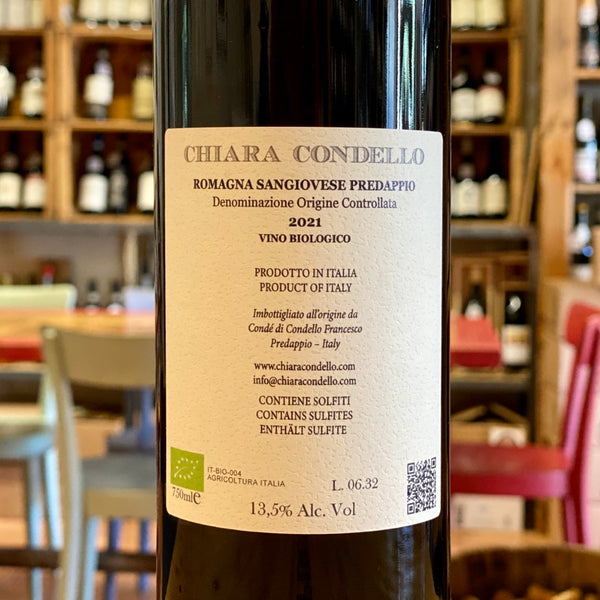 CHIARA CONDELLO
ROMAGNA SANGIOVESE PREDAPPIO
Denominazione Origine Controllata
2021
VINO BIOLOGICO
PRODOTTO IN ITALIA
PRODUCT OF ITALY
Imbottigliato all'origine da
Condé di Condello Francesco
Predappio – Italy
www.chiaracondello.com
info@chiaracondello.com
CONTIENE SOLFITI
CONTAINS SULFITES
ENTHÄLT SULFITE
IT-BIO-004
AGRICOLTURA ITALIA
L. 06.32
750ml℮
13,5% Alc. Vol